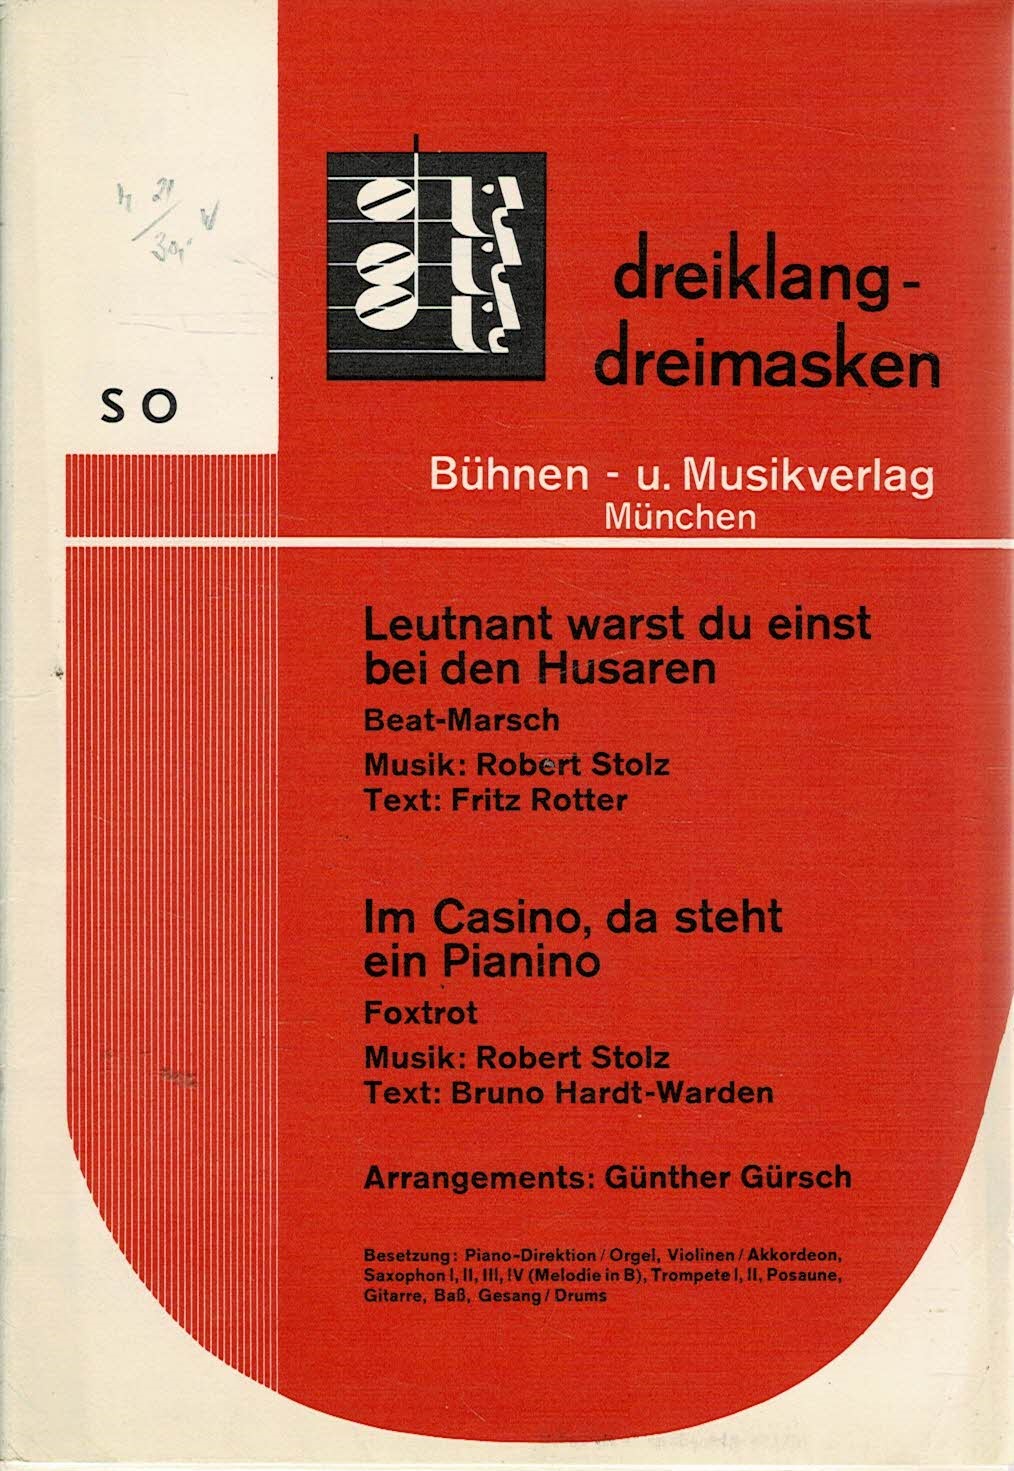 S O
dreiklang-
dreimasken
Bühnen - u. Musikverlag
München
Leutnant warst du einst
bei den Husaren
Beat-Marsch
Musik: Robert Stolz
Text: Fritz Rotter
Im Casino, da steht
ein Pianino
Foxtrot
Musik: Robert Stolz
Text: Bruno Hardt-Warden
Arrangements: Günther Gürsch
Besetzung: Piano-Direktion / Orgel, Violinen / Akkordeon,
Saxophon I, II, III, IV (Melodie in B), Trompete I, II, Posaune,
Gitarre, Baß, Gesang / Drums